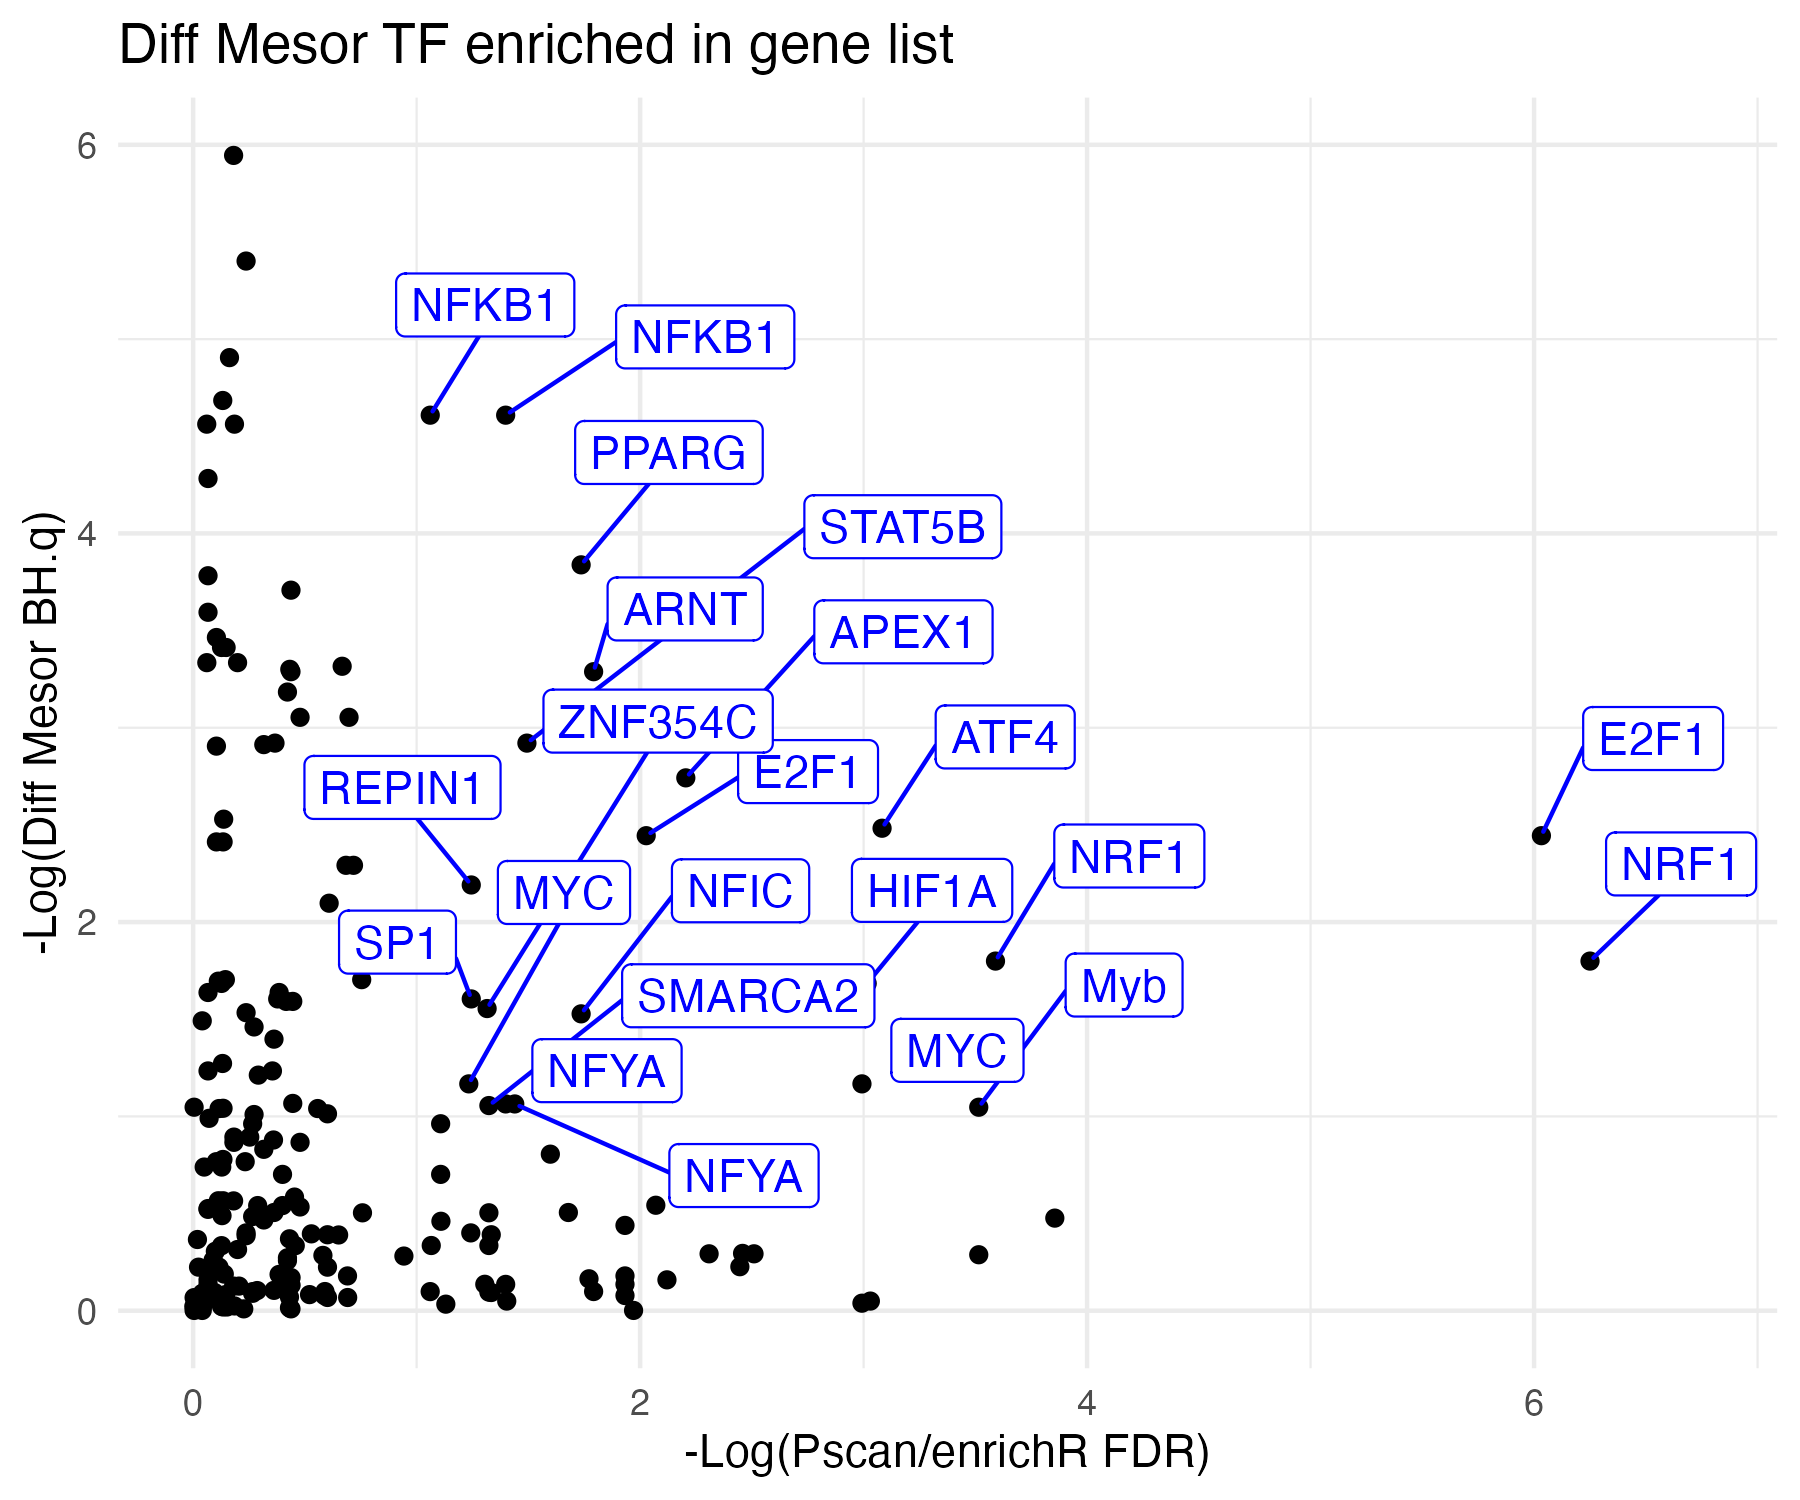 Diff Mesor TF enriched in gene list
6
4
2
0
-Log(Diff Mesor BH.q)
NFKB1
NFKB1
PPARG
STAT5B
ARNT
APEX1
ZNF354C
ATF4
E2F1
E2F1
REPIN1
NRF1
NRF1
MYC
NFIC
HIF1A
SP1
SMARCA2
Myb
MYC
NFYA
NFYA
0
2
4
6
-Log(Pscan/enrichR FDR)